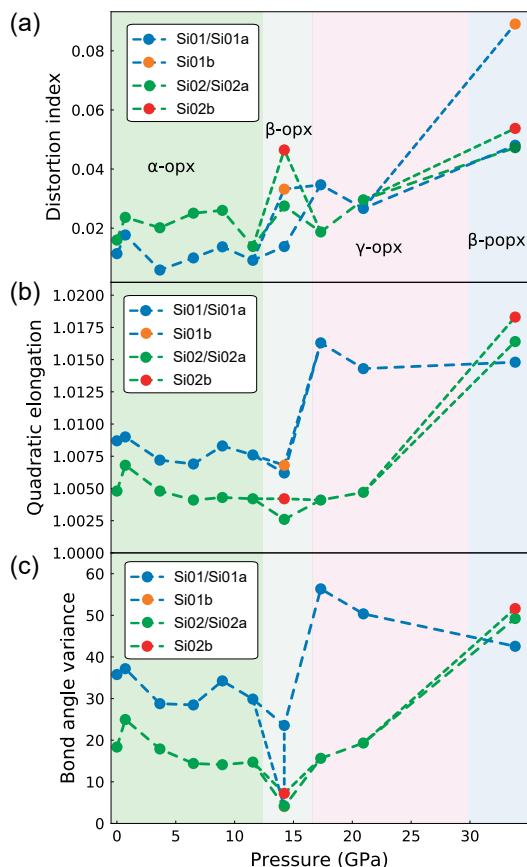 (a)
Si01/Si01a
Si01b
Si02/Si02a
Si02b
α-opx
β-opx
γ-opx
β-popx
0.08
0.06
0.04
0.02
Distortion index
(b)
Si01/Si01a
Si01b
Si02/Si02a
Si02b
1.0200
1.0175
1.0150
1.0125
1.0100
1.0075
1.0050
1.0025
1.0000
Quadratic elongation
(c)
Si01/Si01a
Si01b
Si02/Si02a
Si02b
60
50
40
30
20
10
0
Bond angle variance
0 5 10 15 20 25 30
Pressure (GPa)